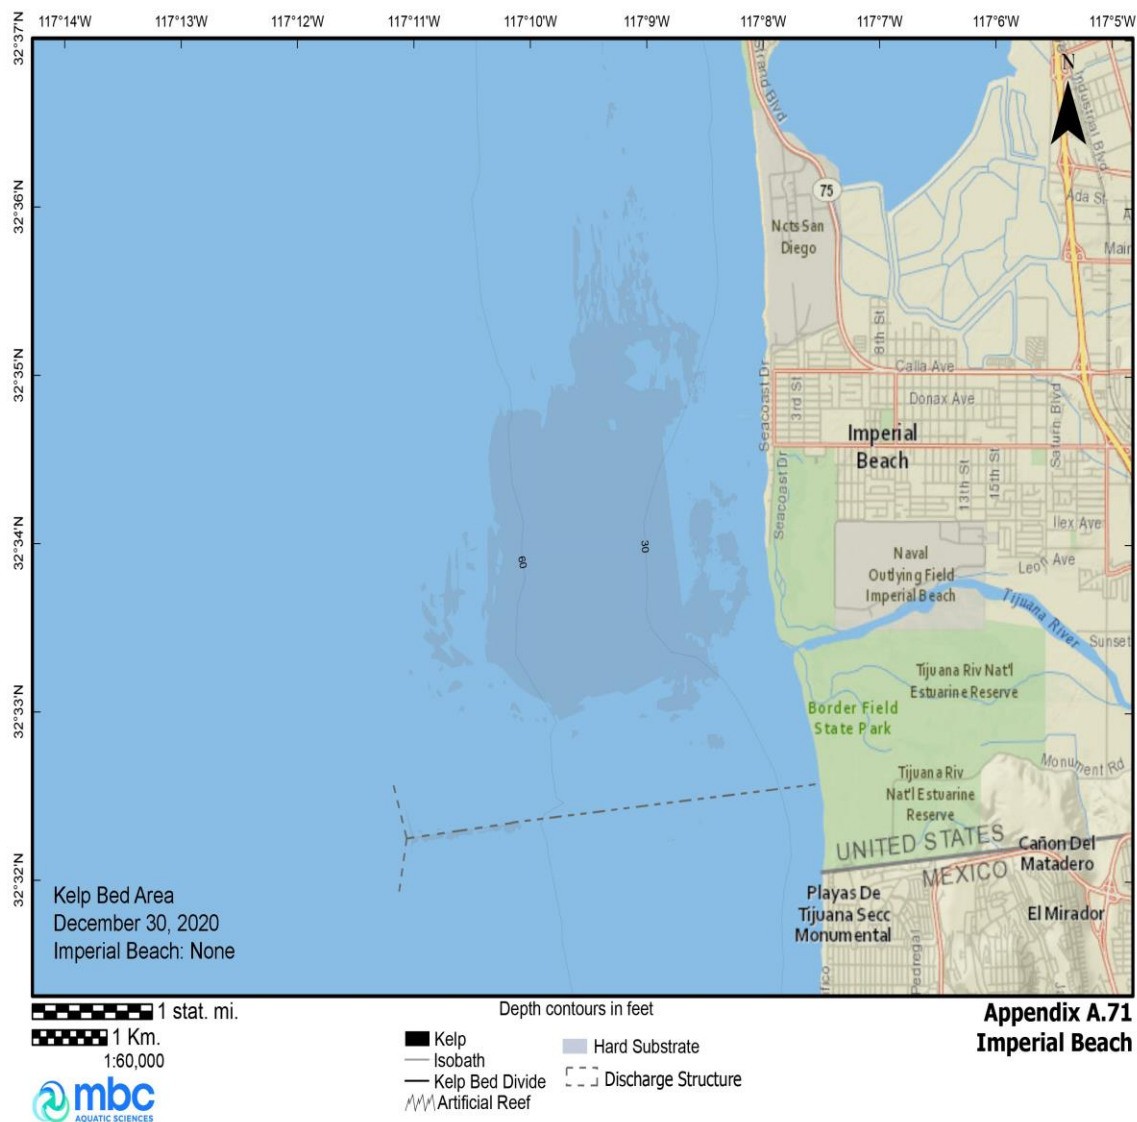 117°14'W 117°13'W 117°12'W 117°11'W 117°10'W 117°9'W 117°8'W 117°7'W 117°6'W 117°5'W
32°37'N
32°36'N
32°35'N
32°34'N
32°33'N
32°32'N
N
Strand Blvd
Industrial Blvd
75
Ada St
Main
Ncts San
Diego
8th St
Calla Ave
Seacoast Dr
3rd St
Donax Ave
Saturn Blvd
Imperial
Beach
Seacoast Dr
13th St
15th St
Ilex Ave
60
30
Naval
Outlying Field
Imperial Beach
Leon Ave
Tijuana River
Sunset
Tijuana Riv Nat'l
Estuarine Reserve
Border Field
State Park
Monument Rd
Tijuana Riv
Nat'l Estuarine
Reserve
UNITED STATES
MEXICO
Cañon Del
Matadero
Playas De
Tijuana Secc
Monumental
El Mirador
Pedregal
Kelp Bed Area
December 30, 2020
Imperial Beach: None
1 stat. mi.
1 Km.
1:60,000
mbc
AQUATIC SCIENCES
Depth contours in feet
Kelp
Isobath
Kelp Bed Divide
Artificial Reef
Hard Substrate
Discharge Structure
Appendix A.71
Imperial Beach